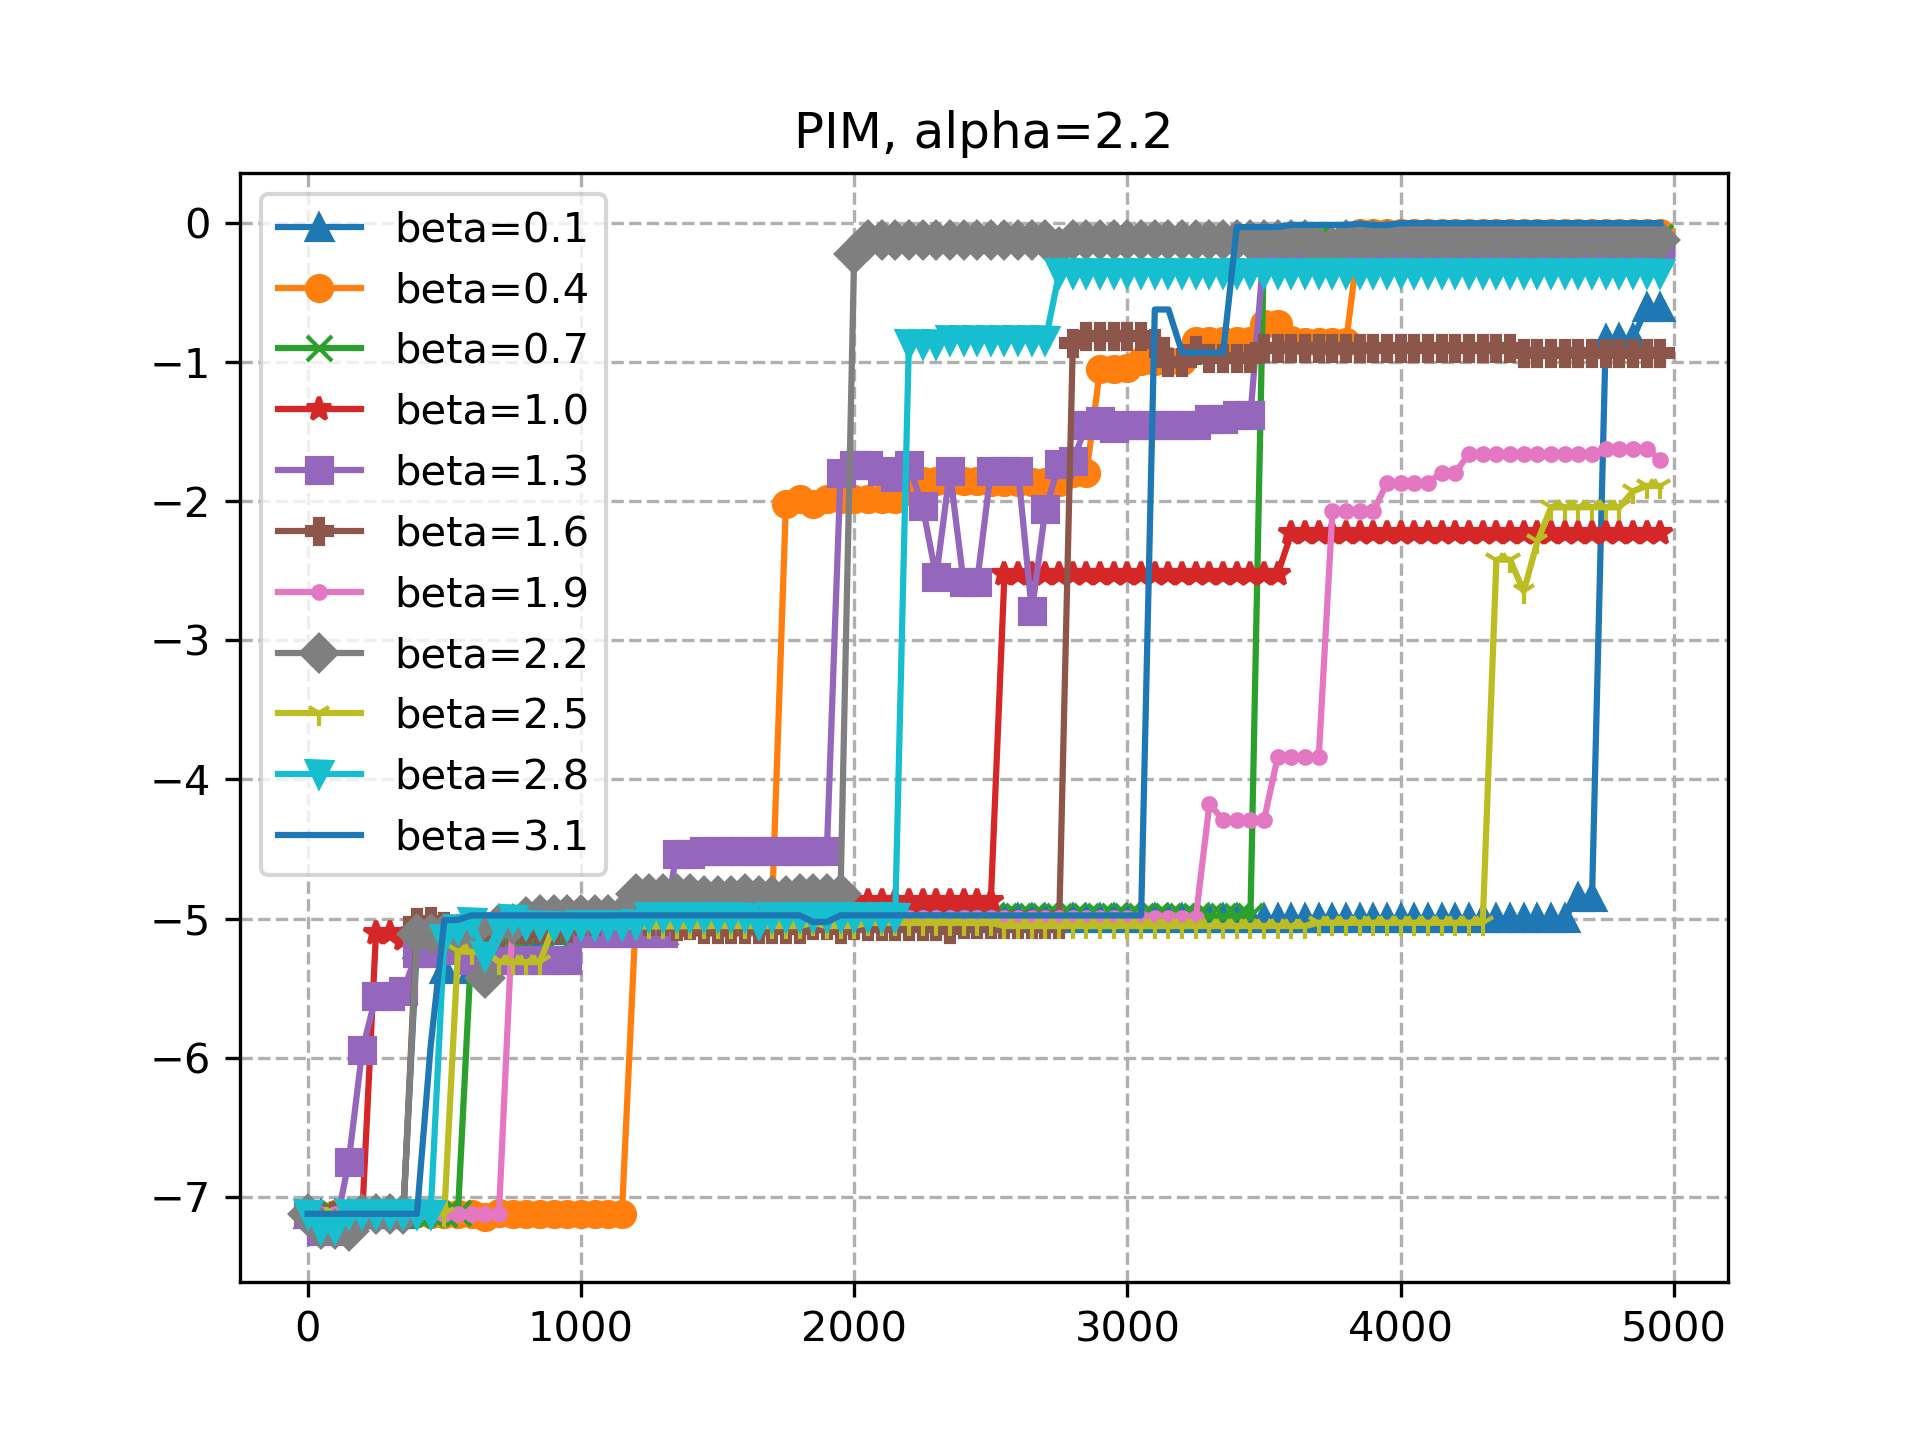 PIM, alpha=2.2
0
−1
−2
−3
−4
−5
−6
−7
beta=0.1
beta=0.4
beta=0.7
beta=1.0
beta=1.3
beta=1.6
beta=1.9
beta=2.2
beta=2.5
beta=2.8
beta=3.1
0 1000 2000 3000 4000 5000